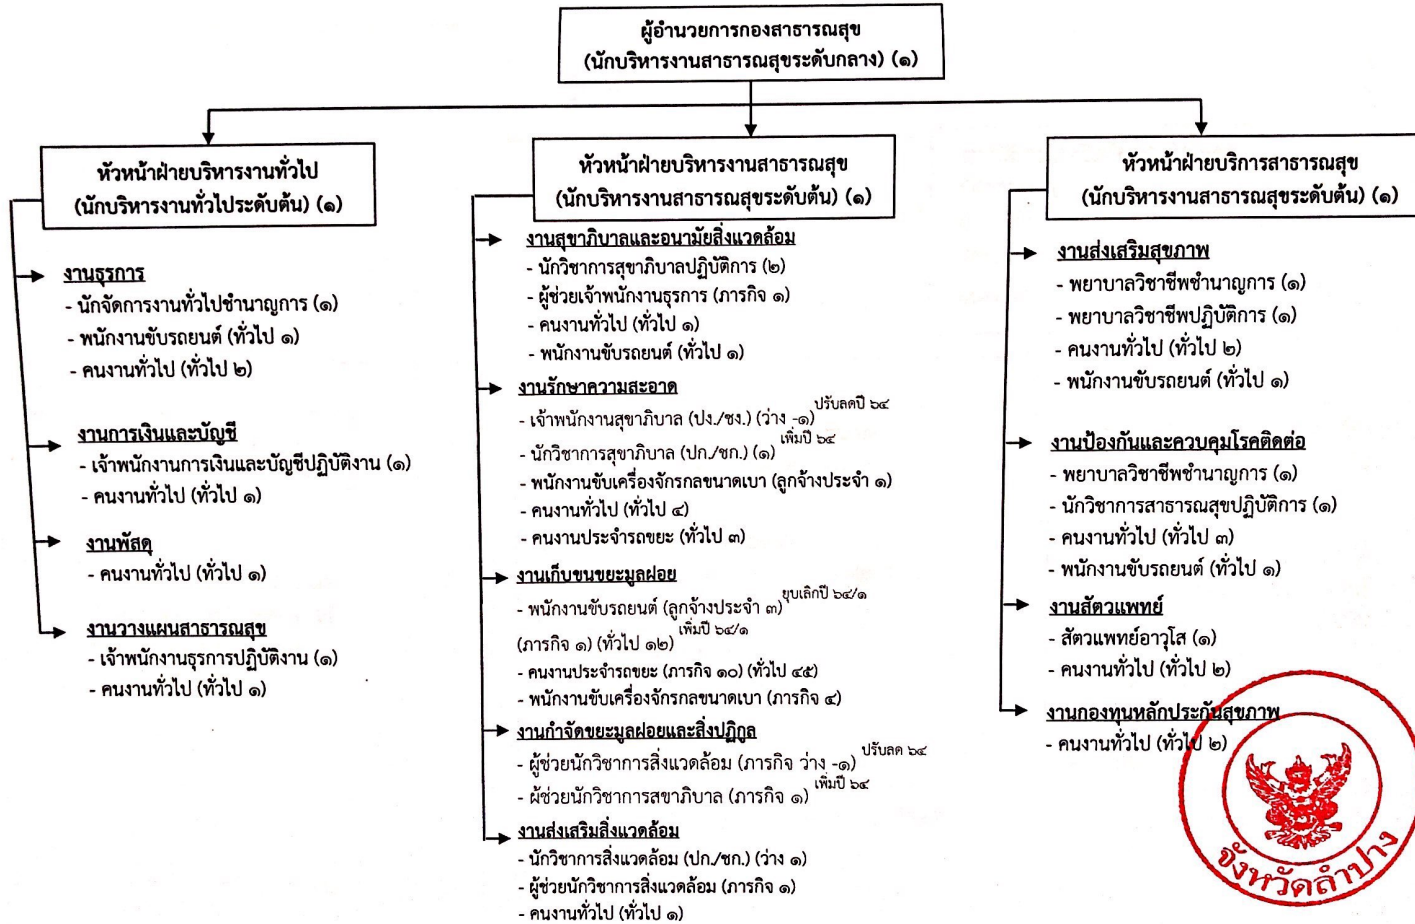 ผู้อำนวยการกองสาธารณสุข
(นักบริหารงานสาธารณสุขระดับกลาง) (๑)
หัวหน้าฝ่ายบริหารงานทั่วไป
(นักบริหารงานทั่วไประดับต้น) (๑)
งานธุรการ
- นักจัดการงานทั่วไปชำนาญการ (๑)
- พนักงานขับรถยนต์ (ทั่วไป ๑)
- คนงานทั่วไป (ทั่วไป ๒)
งานการเงินและบัญชี
- เจ้าพนักงานการเงินและบัญชีปฏิบัติงาน (๑)
- คนงานทั่วไป (ทั่วไป ๑)
งานพัสดุ
- คนงานทั่วไป (ทั่วไป ๑)
งานวางแผนสาธารณสุข
- เจ้าพนักงานธุรการปฏิบัติงาน (๑)
- คนงานทั่วไป (ทั่วไป ๑)
หัวหน้าฝ่ายบริหารงานสาธารณสุข
(นักบริหารงานสาธารณสุขระดับต้น) (๑)
งานสุขาภิบาลและอนามัยสิ่งแวดล้อม
- นักวิชาการสุขาภิบาลปฏิบัติการ (๒)
- ผู้ช่วยเจ้าพนักงานธุรการ (ภารกิจ ๑)
- คนงานทั่วไป (ทั่วไป ๑)
- พนักงานขับรถยนต์ (ทั่วไป ๑)
งานรักษาความสะอาด
- เจ้าพนักงานสุขาภิบาล (ปง./ชง.) (ว่าง -๑) ปรับลดปี ๖๔
- นักวิชาการสุขาภิบาล (ปก./ชก.) (๑) เพิ่มปี ๖๔
- พนักงานขับเครื่องจักรกลขนาดเบา (ลูกจ้างประจำ ๑)
- คนงานทั่วไป (ทั่วไป ๔)
- คนงานประจำรถขยะ (ทั่วไป ๓)
งานเก็บขนขยะมูลฝอย
- พนักงานขับรถยนต์ (ลูกจ้างประจำ ๓) ยุบเลิกปี ๖๔/๑
(ภารกิจ ๑) (ทั่วไป ๑๒) เพิ่มปี ๖๔/๑
- คนงานประจำรถขยะ (ภารกิจ ๑๐) (ทั่วไป ๔๕)
- พนักงานขับเครื่องจักรกลขนาดเบา (ภารกิจ ๔)
งานกำจัดขยะมูลฝอยและสิ่งปฏิกูล
- ผู้ช่วยนักวิชาการสิ่งแวดล้อม (ภารกิจ ว่าง -๑) ปรับลด ๖๔
- ผู้ช่วยนักวิชาการสขาภิบาล (ภารกิจ ๑) เพิ่มปี ๖๔
งานส่งเสริมสิ่งแวดล้อม
- นักวิชาการสิ่งแวดล้อม (ปก./ชก.) (ว่าง ๑)
- ผู้ช่วยนักวิชาการสิ่งแวดล้อม (ภารกิจ ๑)
- คนงานทั่วไป (ทั่วไป ๑)
หัวหน้าฝ่ายบริการสาธารณสุข
(นักบริหารงานสาธารณสุขระดับต้น) (๑)
งานส่งเสริมสุขภาพ
- พยาบาลวิชาชีพชำนาญการ (๑)
- พยาบาลวิชาชีพปฏิบัติการ (๑)
- คนงานทั่วไป (ทั่วไป ๒)
- พนักงานขับรถยนต์ (ทั่วไป ๑)
งานป้องกันและควบคุมโรคติดต่อ
- พยาบาลวิชาชีพชำนาญการ (๑)
- นักวิชาการสาธารณสุขปฏิบัติการ (๑)
- คนงานทั่วไป (ทั่วไป ๓)
- พนักงานขับรถยนต์ (ทั่วไป ๑)
งานสัตวแพทย์
- สัตวแพทย์อาวุโส (๑)
- คนงานทั่วไป (ทั่วไป ๒)
งานกองทุนหลักประกันสุขภาพ
- คนงานทั่วไป (ทั่วไป ๒)
จังหวัดลำปาง